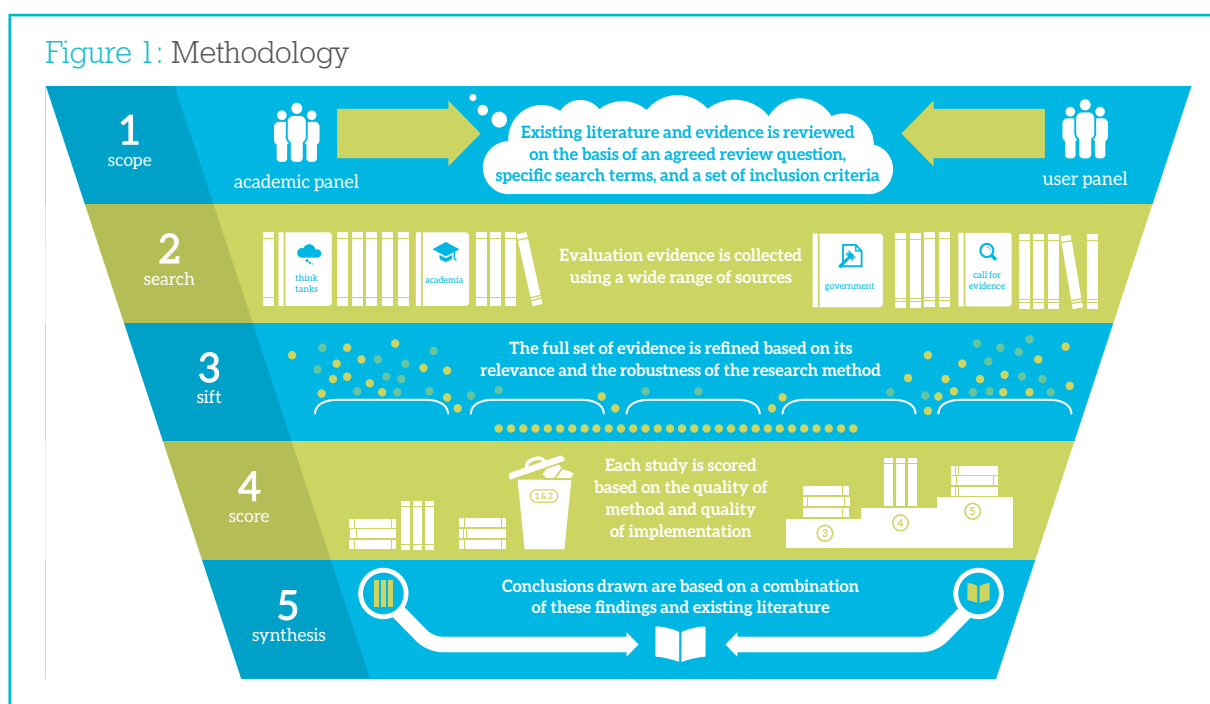 Figure 1: Methodology
1
scope
academic panel
Existing literature and evidence is reviewed
on the basis of an agreed review question,
specific search terms, and a set of inclusion criteria
user panel
2
search
think
tanks
academia
Evaluation evidence is collected
using a wide range of sources
government
call for
evidence
3
sift
The full set of evidence is refined based on its
relevance and the robustness of the research method
4
score
1&2
Each study is scored
based on the quality of
method and quality
of implementation
3
4
5
5
synthesis
Conclusions drawn are based on a combination
of these findings and existing literature